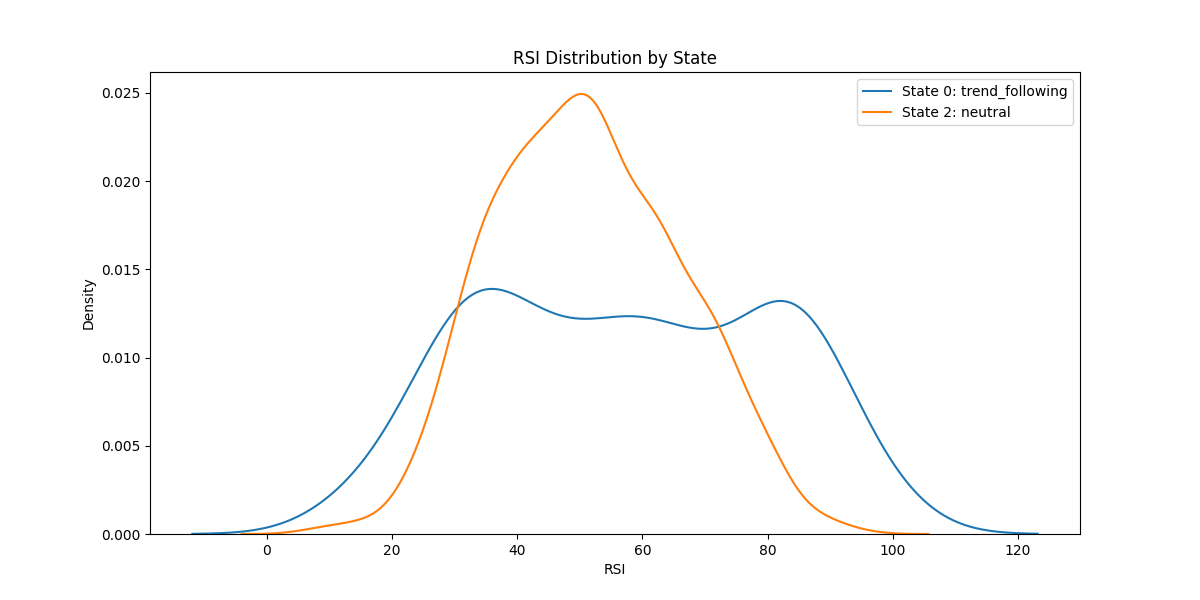 RSI Distribution by State
State 0: trend_following
State 2: neutral
Density
0.025
0.020
0.015
0.010
0.005
0.000
0 20 40 60 80 100 120
RSI